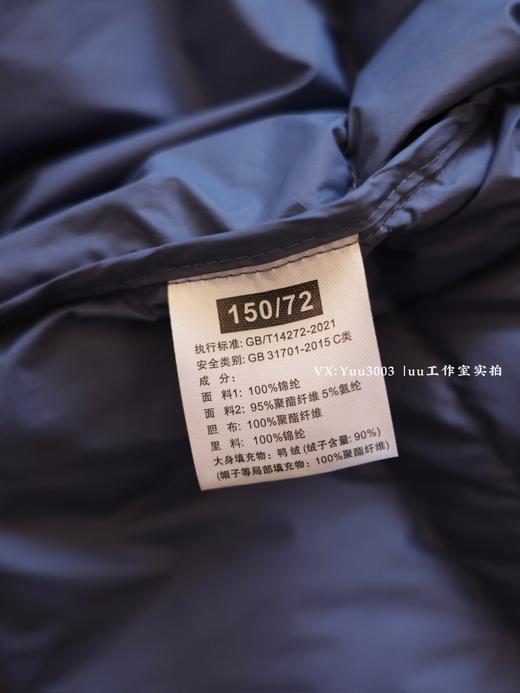 150/72
执行标准: GB/T14272-2021
安全类别: GB 31701-2015 C类
成 分:
面 料1: 100%锦纶
面 料2: 95%聚酯纤维 5%氨纶
胆 布: 100%聚酯纤维
里 料: 100%锦纶
大身填充物: 鸭绒 (绒子含量: 90%)
(帽子等局部填充物: 100%聚酯纤维)
VX:Yuu3003 |uu工作室实拍